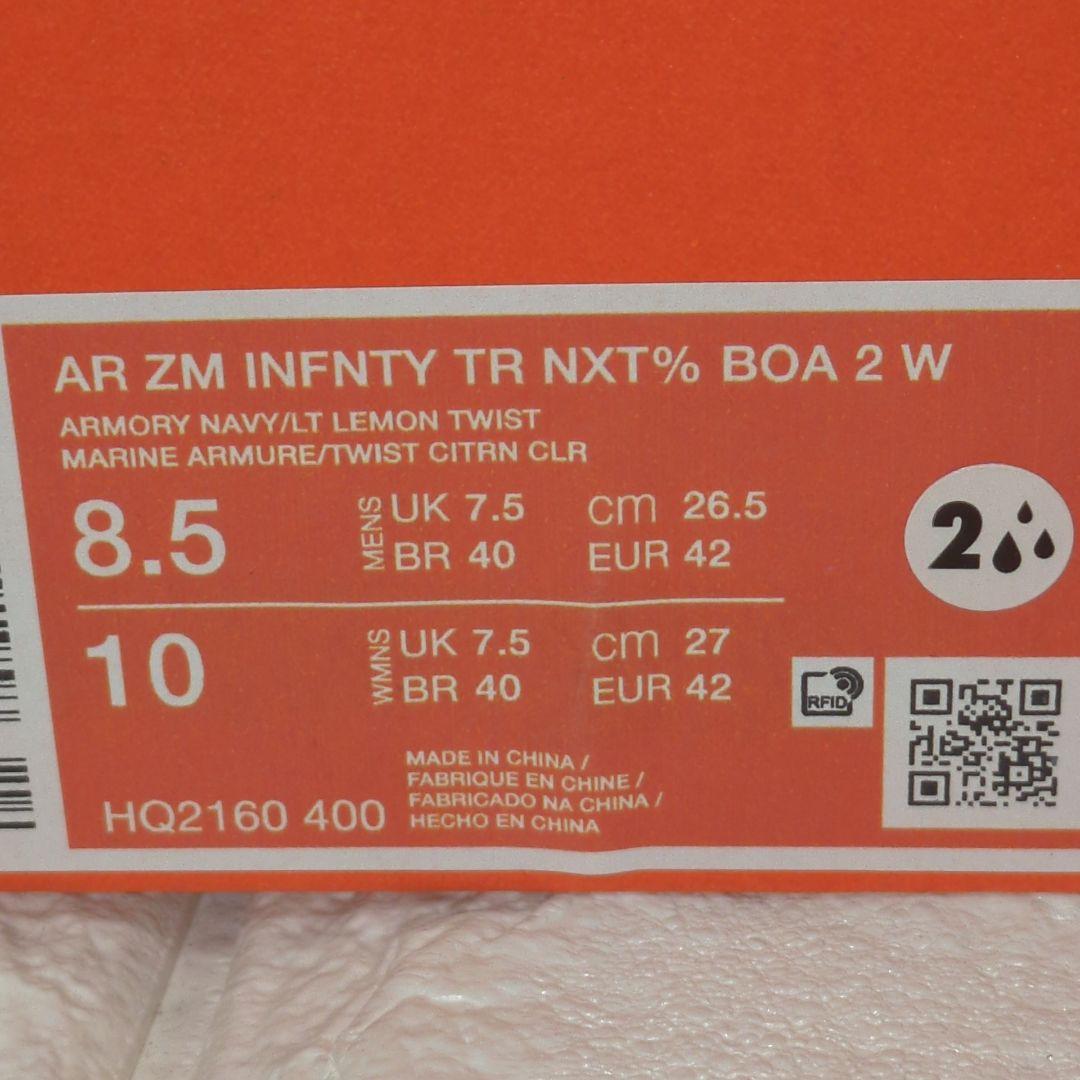 AR ZM INFNTY TR NXT% BOA 2 W
ARMORY NAVY/LT LEMON TWIST
MARINE ARMURE/TWIST CITRN CLR
8.5 MENS UK 7.5 cm 26.5
BR 40 EUR 42
2
10 WMNS UK 7.5 cm 27
BR 40 EUR 42
RFID
MADE IN CHINA /
FABRIQUE EN CHINE /
FABRICADO NA CHINA /
HECHO EN CHINA
HQ2160 400